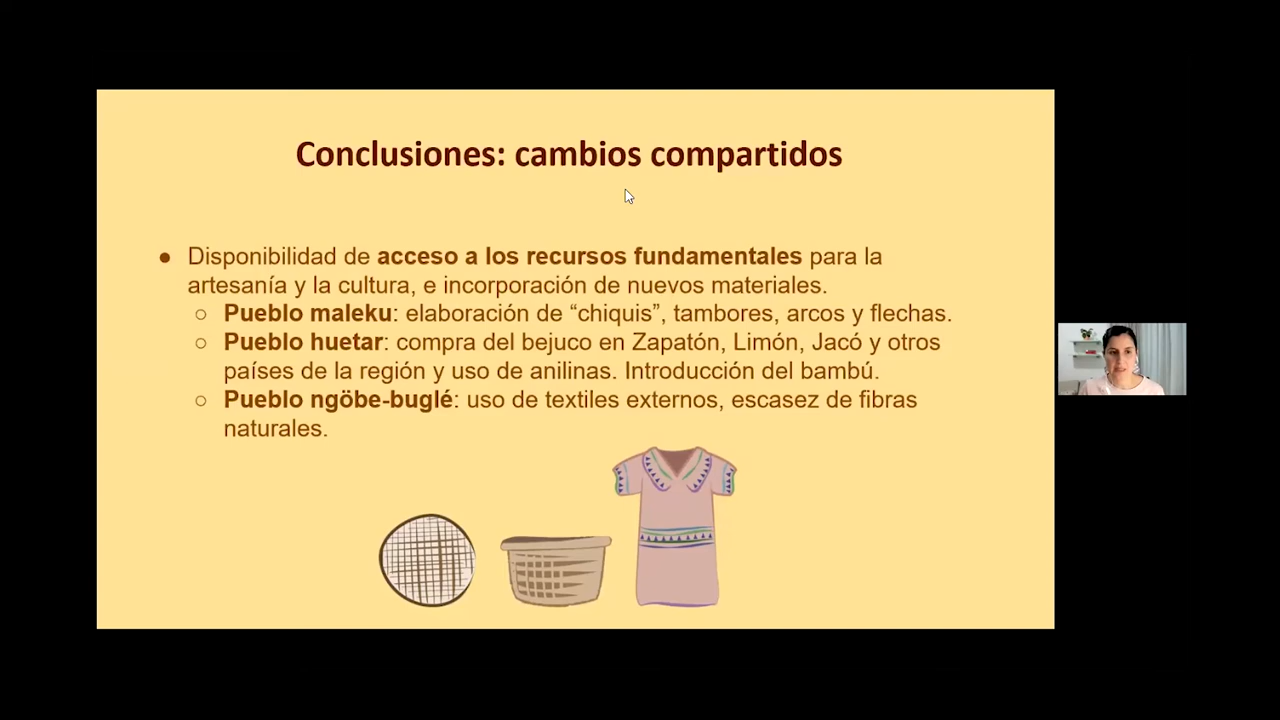 Conclusiones: cambios compartidos
● Disponibilidad de acceso a los recursos fundamentales para la
artesanía y la cultura, e incorporación de nuevos materiales.
○ Pueblo maleku: elaboración de “chiquis”, tambores, arcos y flechas.
○ Pueblo huetar: compra del bejuco en Zapatón, Limón, Jacó y otros
países de la región y uso de anilinas. Introducción del bambú.
○ Pueblo ngöbe-buglé: uso de textiles externos, escasez de fibras
naturales.